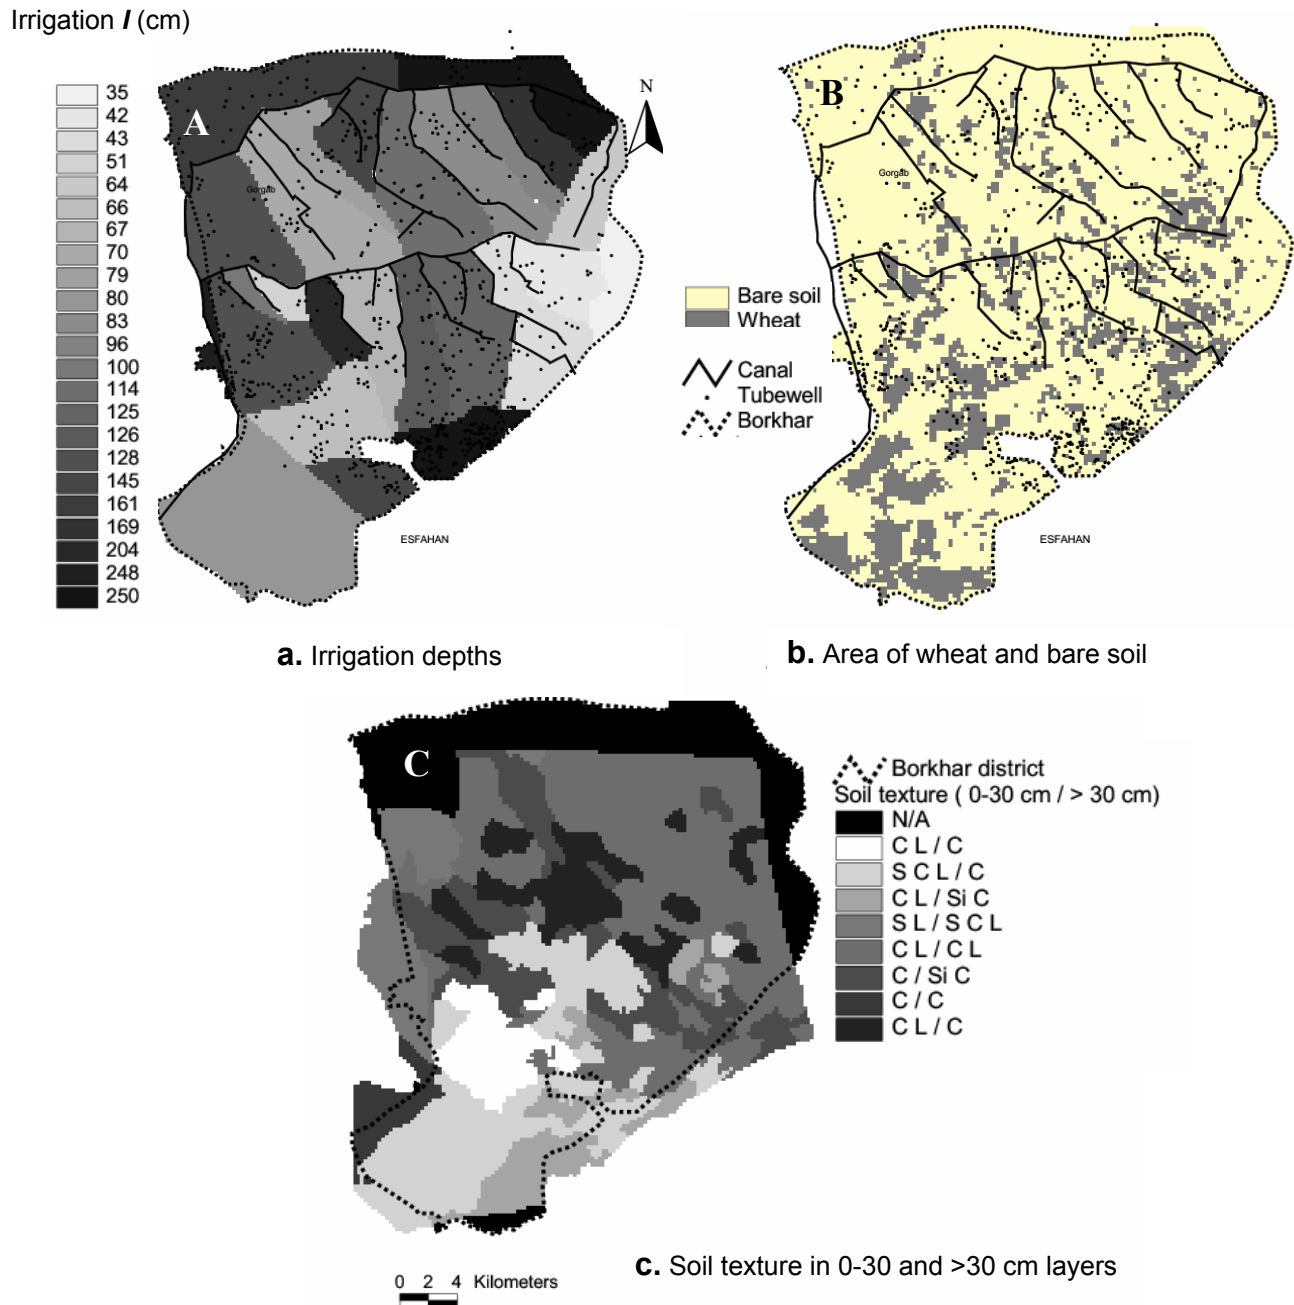 Irrigation I (cm)
35
42
43
51
64
66
67
70
79
80
83
96
100
114
125
126
128
145
161
169
204
248
250
A
Gorgab
N
ESFAHAN
B
Gorgab
Bare soil
Wheat
Canal
Tubewell
Borkhar
ESFAHAN
a. Irrigation depths
b. Area of wheat and bare soil
C
Borkhar district
Soil texture ( 0-30 cm / > 30 cm)
N/A
C L / C
S C L / C
C L / Si C
S L / S C L
C L / C L
C / Si C
C / C
C L / C
0 2 4 Kilometers
c. Soil texture in 0-30 and >30 cm layers